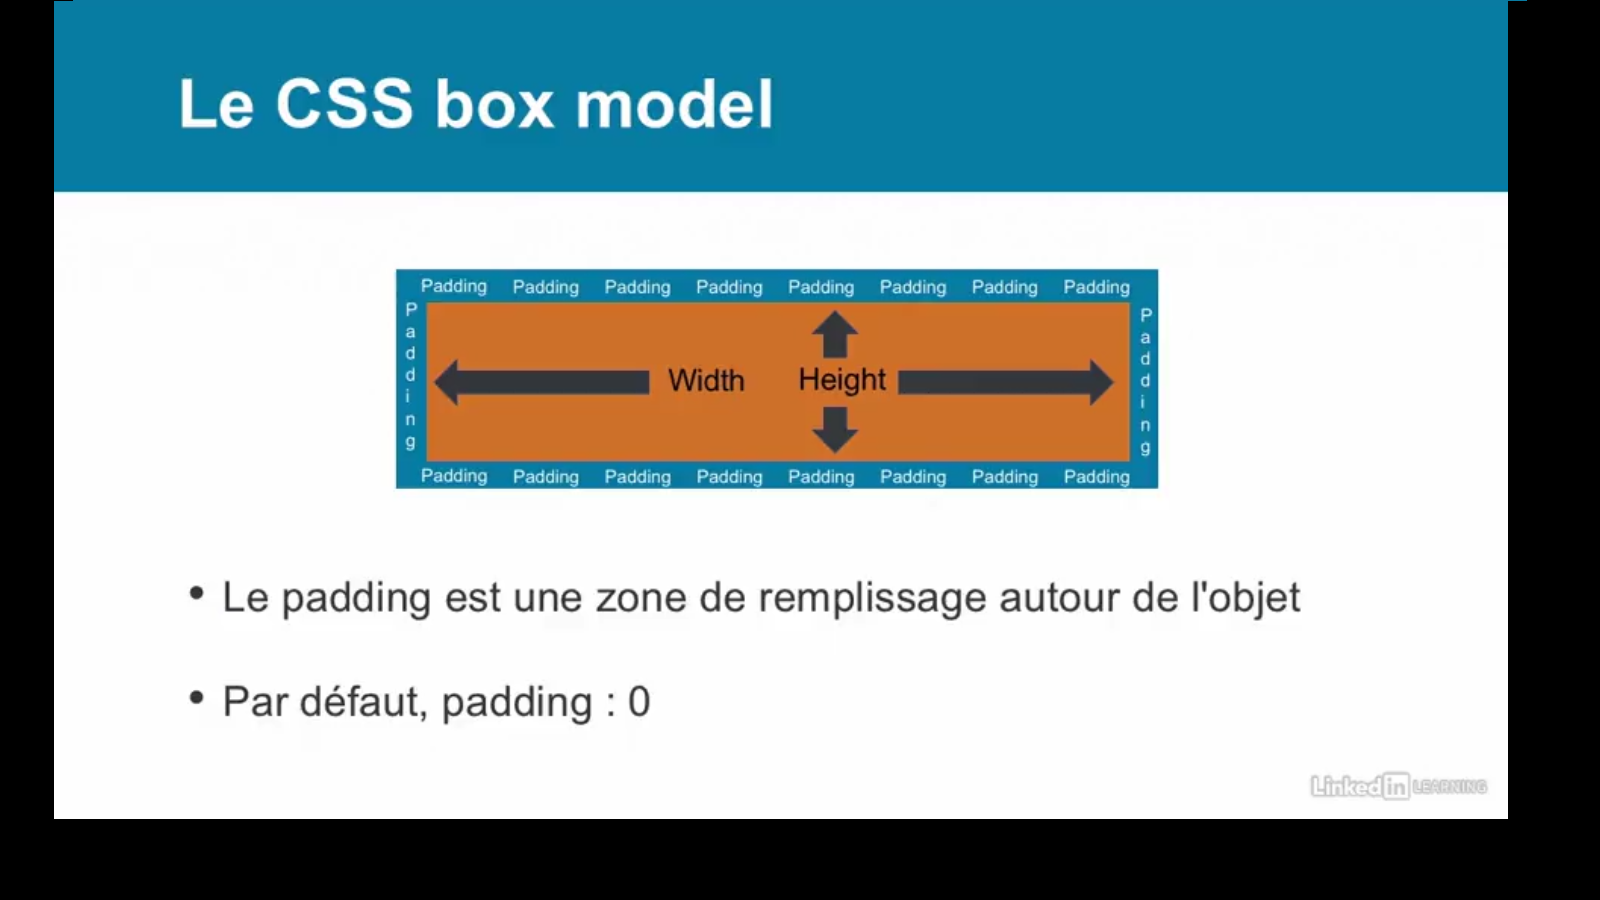 Le CSS box model
Padding Padding Padding Padding Padding Padding Padding Padding
Padding
Width Height
Padding
Padding Padding Padding Padding Padding Padding Padding Padding
• Le padding est une zone de remplissage autour de l'objet
• Par défaut, padding : 0
Linked in LEARNING